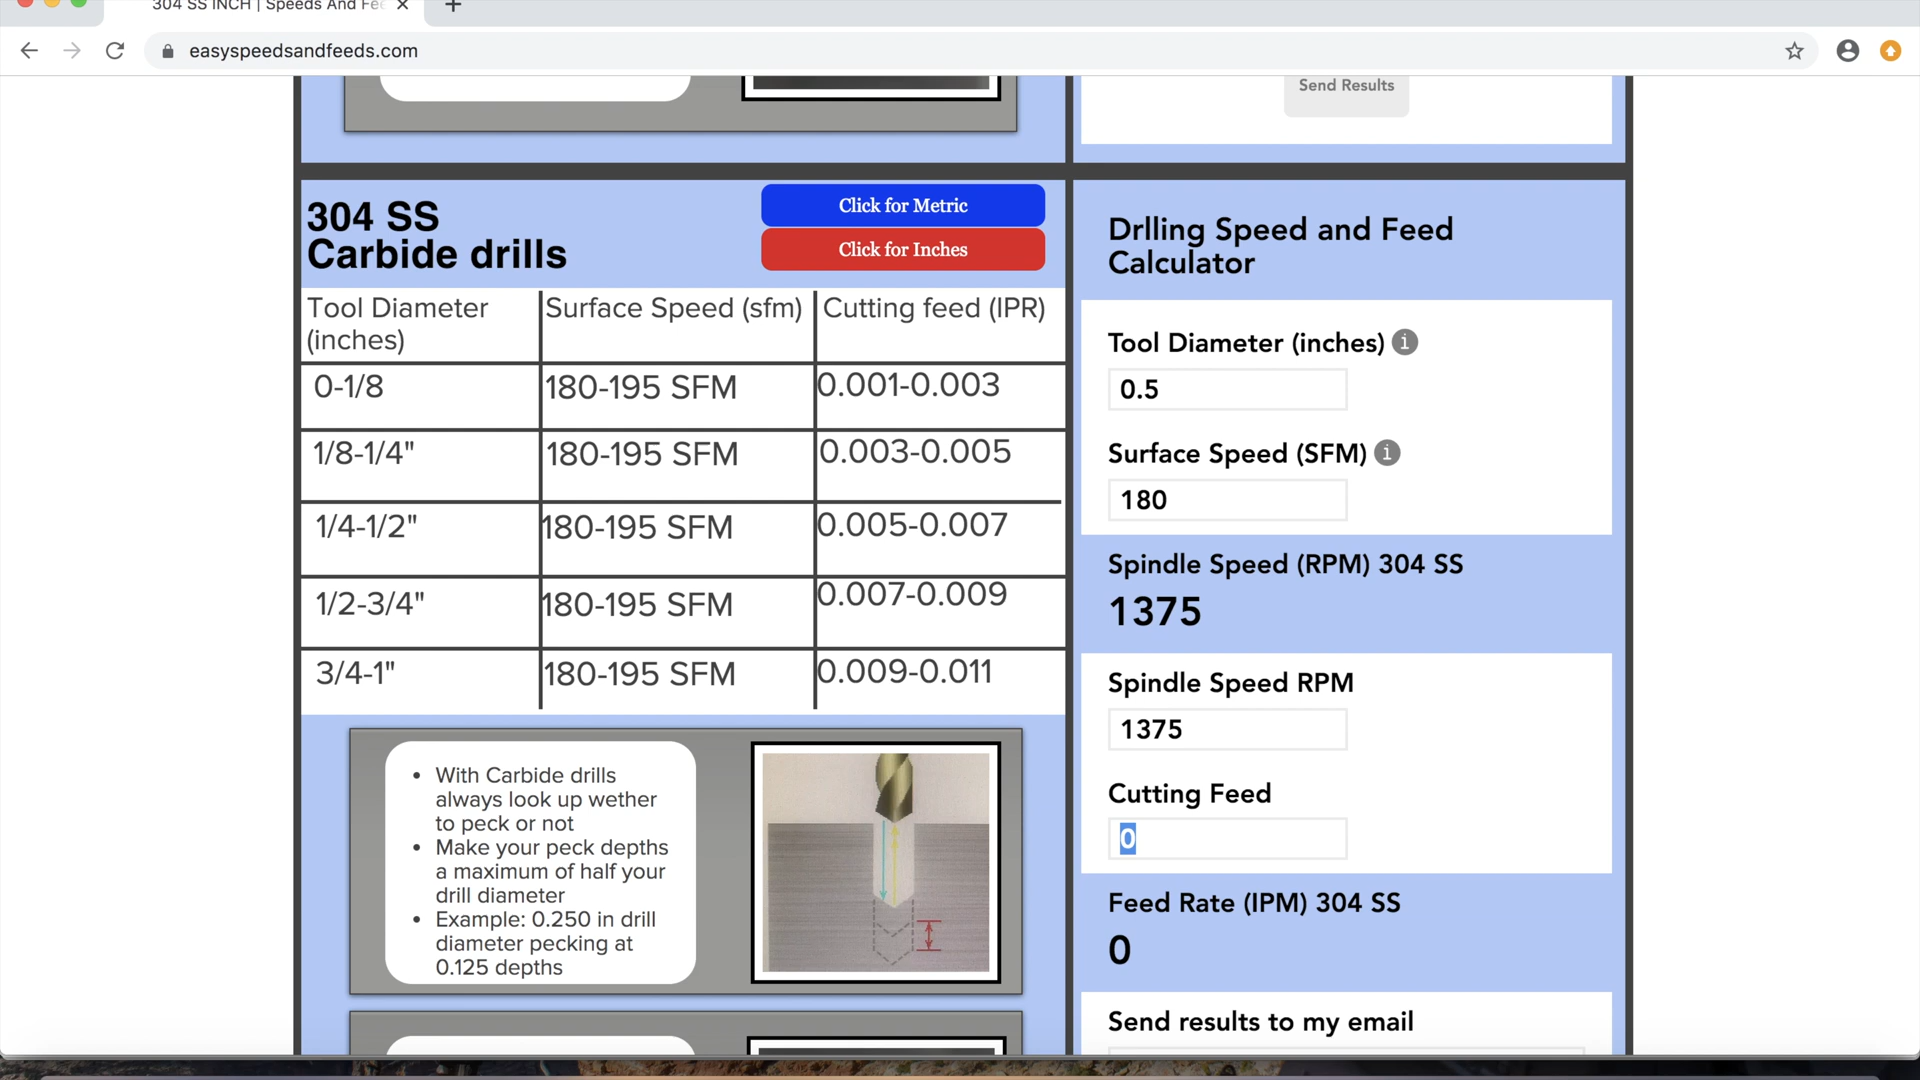 304 SS INCH | Speeds And Fee
easyspeedsandfeeds.com
Send Results
304 SS
Carbide drills
Click for Metric
Click for Inches
Tool Diameter
(inches)
Surface Speed (sfm)
Cutting feed (IPR)
0-1/8
180-195 SFM
0.001-0.003
1/8-1/4"
180-195 SFM
0.003-0.005
1/4-1/2"
180-195 SFM
0.005-0.007
1/2-3/4"
180-195 SFM
0.007-0.009
3/4-1"
180-195 SFM
0.009-0.011
• With Carbide drills
always look up wether
to peck or not
• Make your peck depths
a maximum of half your
drill diameter
• Example: 0.250 in drill
diameter pecking at
0.125 depths
Drlling Speed and Feed
Calculator
Tool Diameter (inches) i
0.5
Surface Speed (SFM) i
180
Spindle Speed (RPM) 304 SS
1375
Spindle Speed RPM
1375
Cutting Feed
0
Feed Rate (IPM) 304 SS
0
Send results to my email